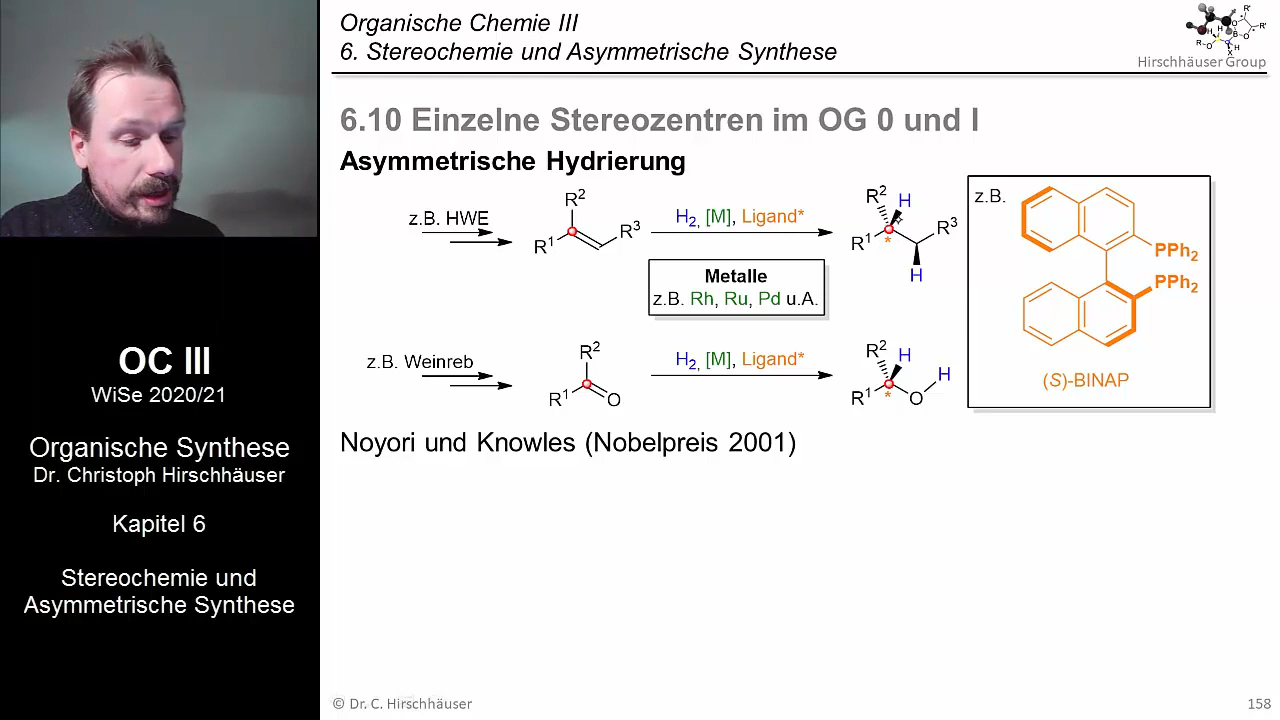 Organische Chemie III
6. Stereochemie und Asymmetrische Synthese
Hirschhäuser Group
6.10 Einzelne Stereozentren im OG 0 und I
Asymmetrische Hydrierung
z.B. HWE
R² R¹ R³
H₂, [M], Ligand*
R² H R¹ * R³ H
Metalle
z.B. Rh, Ru, Pd u.A.
z.B. Weinreb
R² R¹ O
H₂, [M], Ligand*
R² H R¹ * O H
z.B.
PPh₂
PPh₂
(S)-BINAP
Noyori und Knowles (Nobelpreis 2001)
OC III
WiSe 2020/21
Organische Synthese
Dr. Christoph Hirschhäuser
Kapitel 6
Stereochemie und
Asymmetrische Synthese
© Dr. C. Hirschhäuser
158